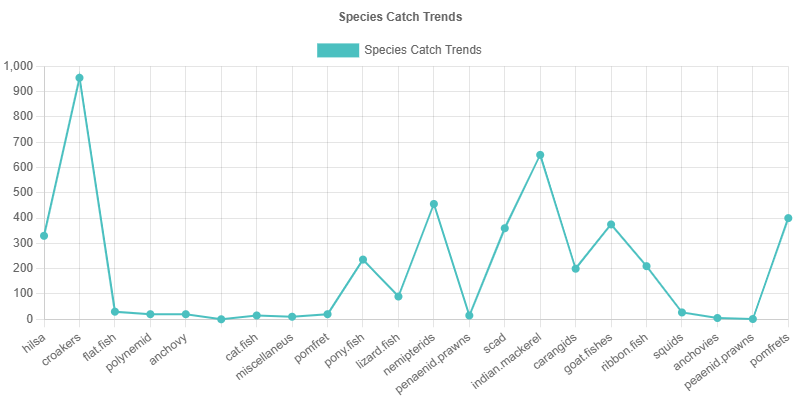 Species Catch Trends
Species Catch Trends
1,000
900
800
700
600
500
400
300
200
100
0
hilsa
croakers
flat.fish
polynemid
anchovy
cat.fish
miscellaneus
pomfret
pony.fish
lizard.fish
nemipterids
penaenid.prawns
scad
indian.mackerel
carangids
goat.fishes
ribbon.fish
squids
anchovies
peaenid.prawns
pomfrets